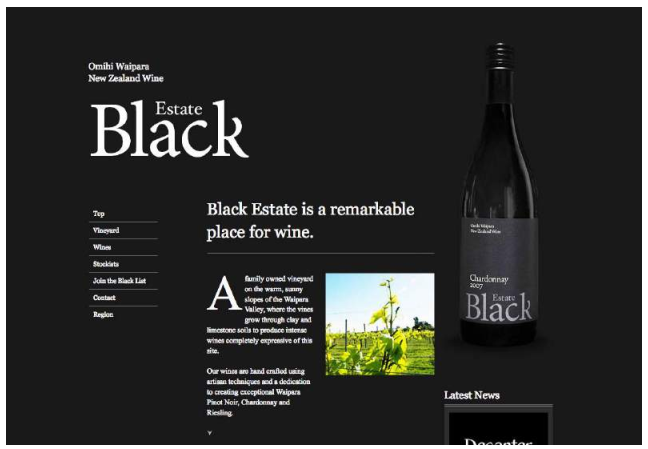 Omihi Waipara
New Zealand Wine
Estate
Black
Top
Vineyard
Wines
Stockists
Join the Black List
Contact
Region
Black Estate is a remarkable
place for wine.
A family owned vineyard
on the warm, sunny
slopes of the Waipara
Valley, where the vines
grow through clay and
limestone soils to produce intense
wines completely expressive of this
site.
Our wines are hand crafted using
artisan techniques and a dedication
to creating exceptional Waipara
Pinot Noir, Chardonnay and
Riesling.
Omihi Waipara
New Zealand Wine
Chardonnay
2007
Estate
Black
Latest News
Decanter